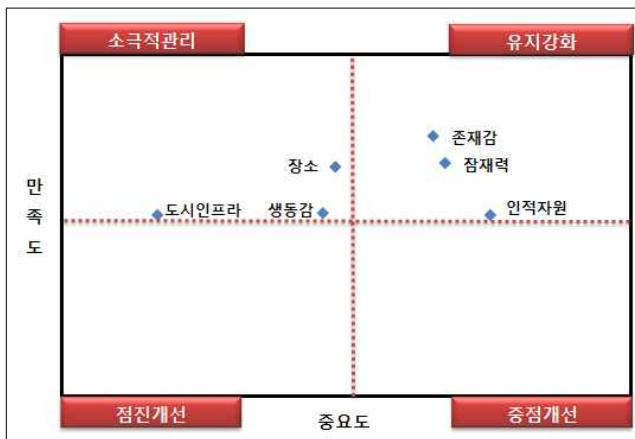 소극적관리
유지강화
존재감
장소
잠재력
만족도
도시인프라
생동감
인적자원
점진개선
중요도
중점개선